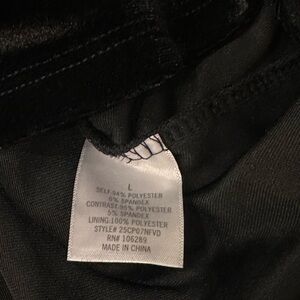 L
SELF:94% POLYESTER
6% SPANDEX
CONTRAST:95% POLYESTER
5% SPANDEX
LINING:100% POLYESTER
STYLE# 25CP07NFVD
RN# 106289
MADE IN CHINA